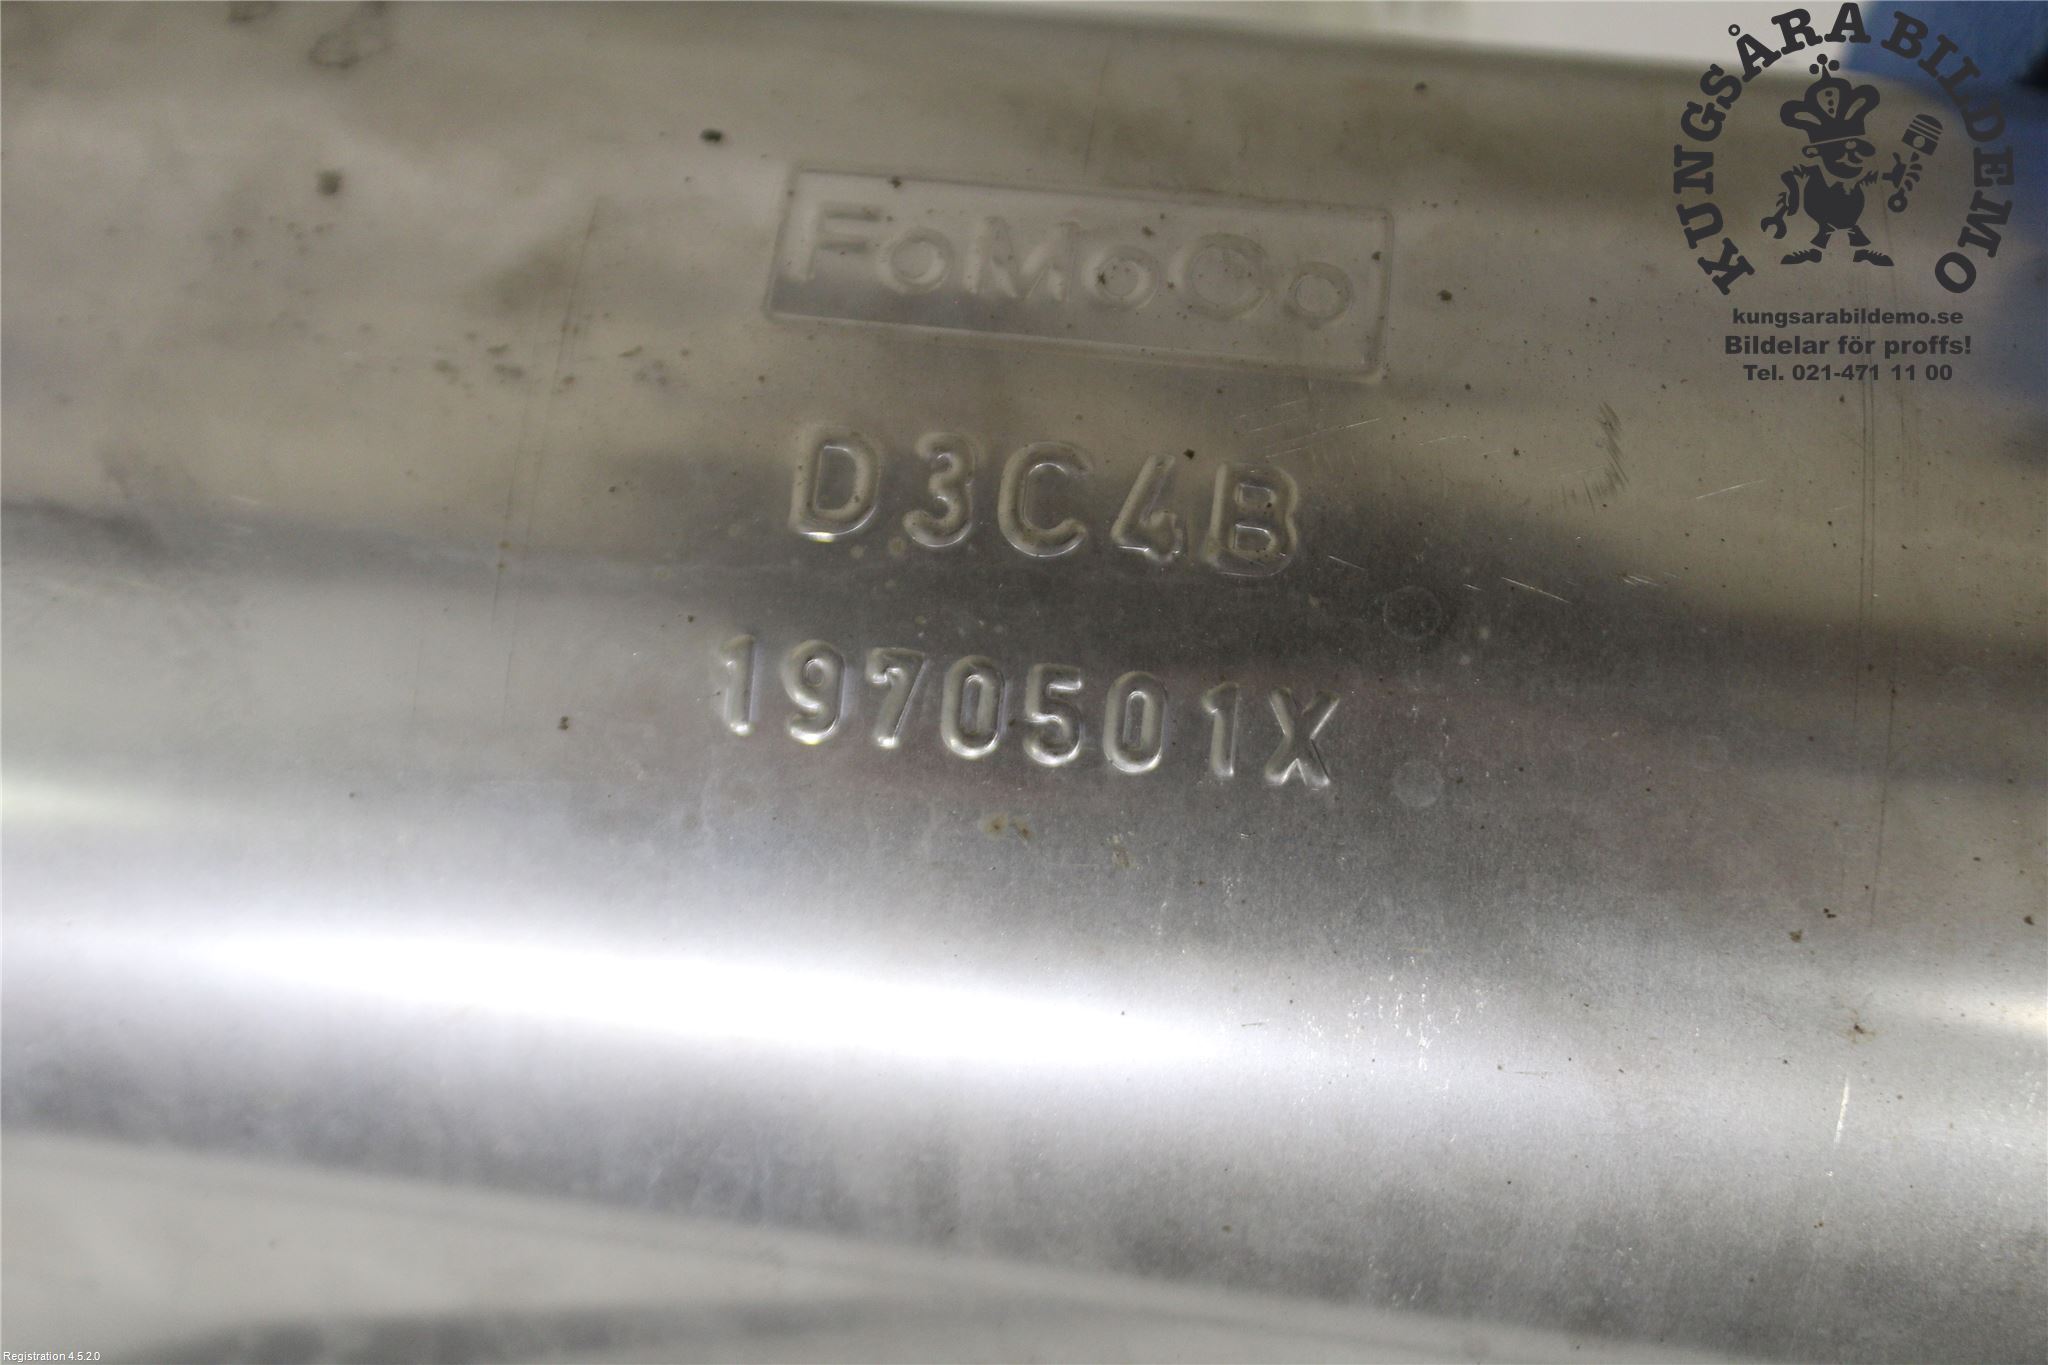 KUNGSÅRA BILDEMO
kungsarabildemo.se
Bildelar för proffs!
Tel. 021-471 11 00
FoMoCo
D3C4B
1970501X
Registration 4.5.2.0